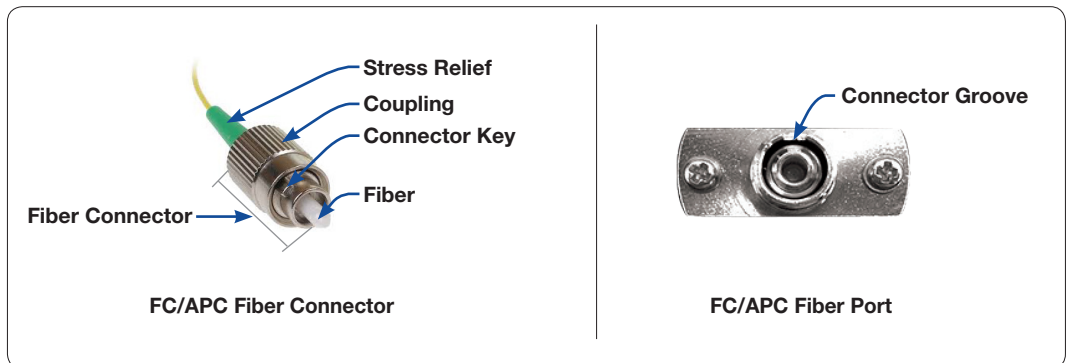 Stress Relief
Coupling
Connector Key
Fiber
Fiber Connector
FC/APC Fiber Connector
Connector Groove
FC/APC Fiber Port